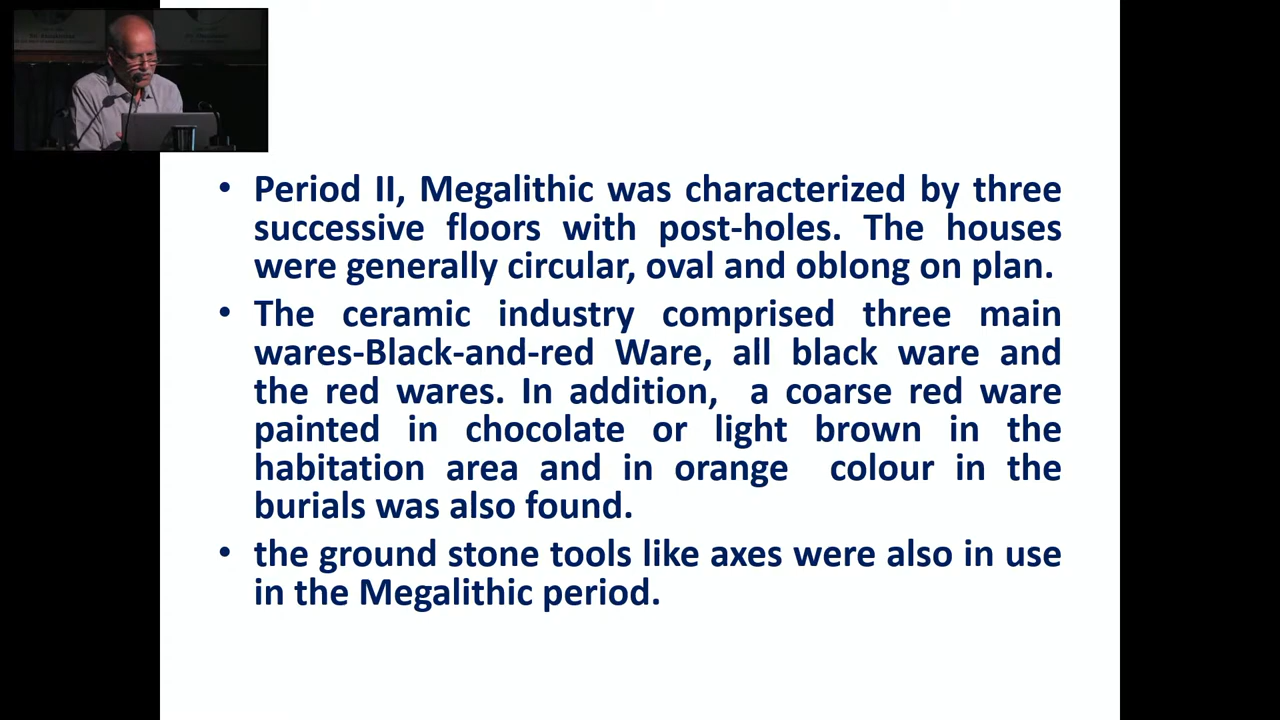 • Period II, Megalithic was characterized by three
successive floors with post-holes. The houses
were generally circular, oval and oblong on plan.
• The ceramic industry comprised three main
wares-Black-and-red Ware, all black ware and
the red wares. In addition, a coarse red ware
painted in chocolate or light brown in the
habitation area and in orange colour in the
burials was also found.
• the ground stone tools like axes were also in use
in the Megalithic period.